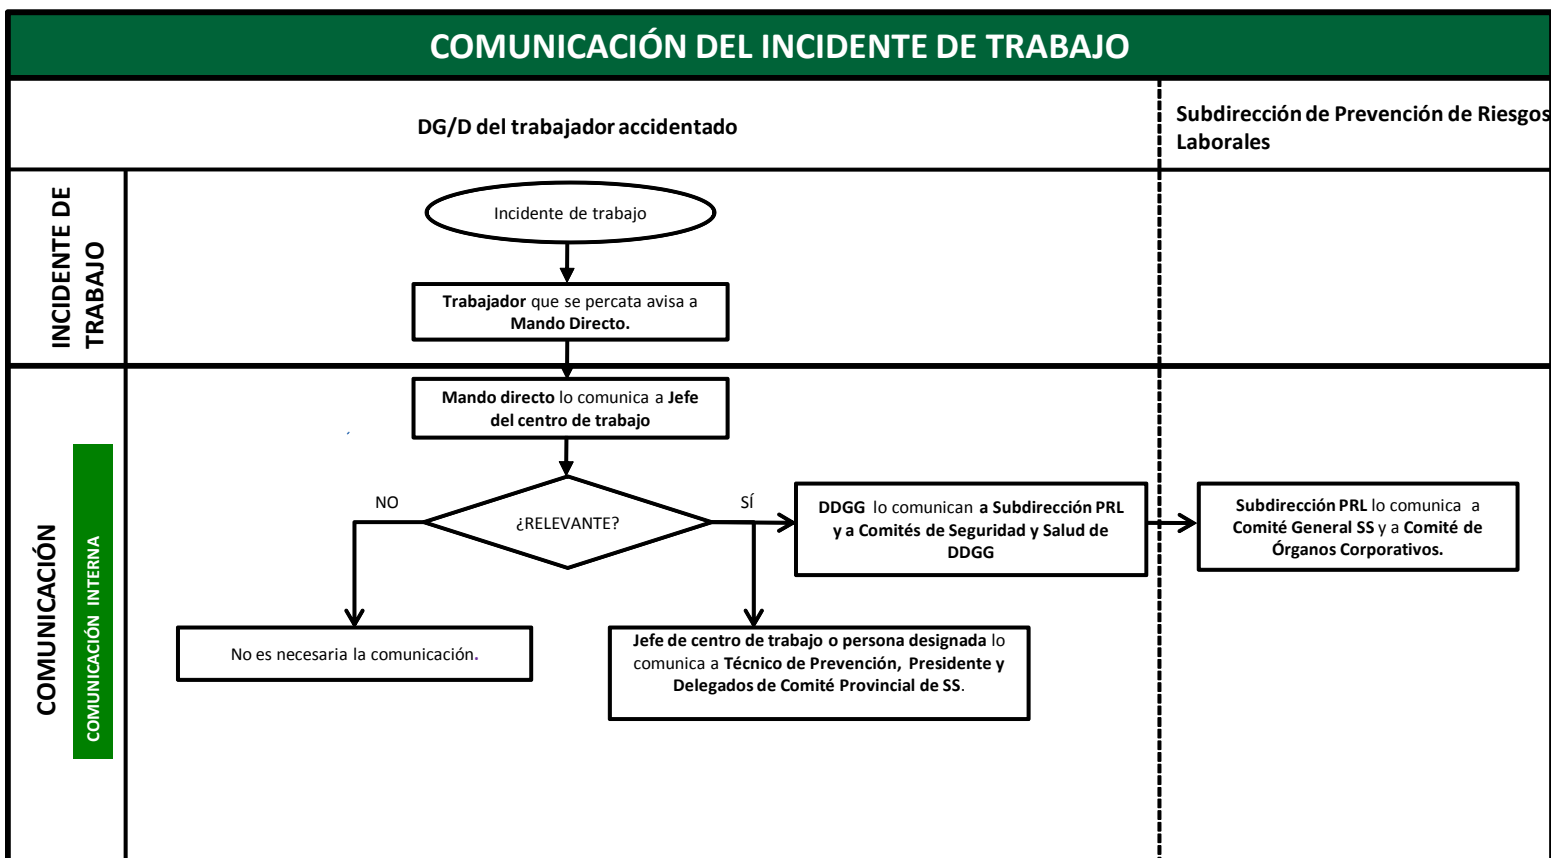 COMUNICACIÓN DEL INCIDENTE DE TRABAJO
DG/D del trabajador accidentado
Subdirección de Prevención de Riesgos
Laborales
INCIDENTE DE
TRABAJO
Incidente de trabajo
Trabajador que se percata avisa a
Mando Directo.
COMUNICACIÓN
COMUNICACIÓN INTERNA
Mando directo lo comunica a Jefe
del centro de trabajo
¿RELEVANTE?
NO
SÍ
DDGG lo comunican a Subdirección PRL
y a Comités de Seguridad y Salud de
DDGG
Subdirección PRL lo comunica a
Comité General SS y a Comité de
Órganos Corporativos.
No es necesaria la comunicación.
Jefe de centro de trabajo o persona designada lo
comunica a Técnico de Prevención, Presidente y
Delegados de Comité Provincial de SS.